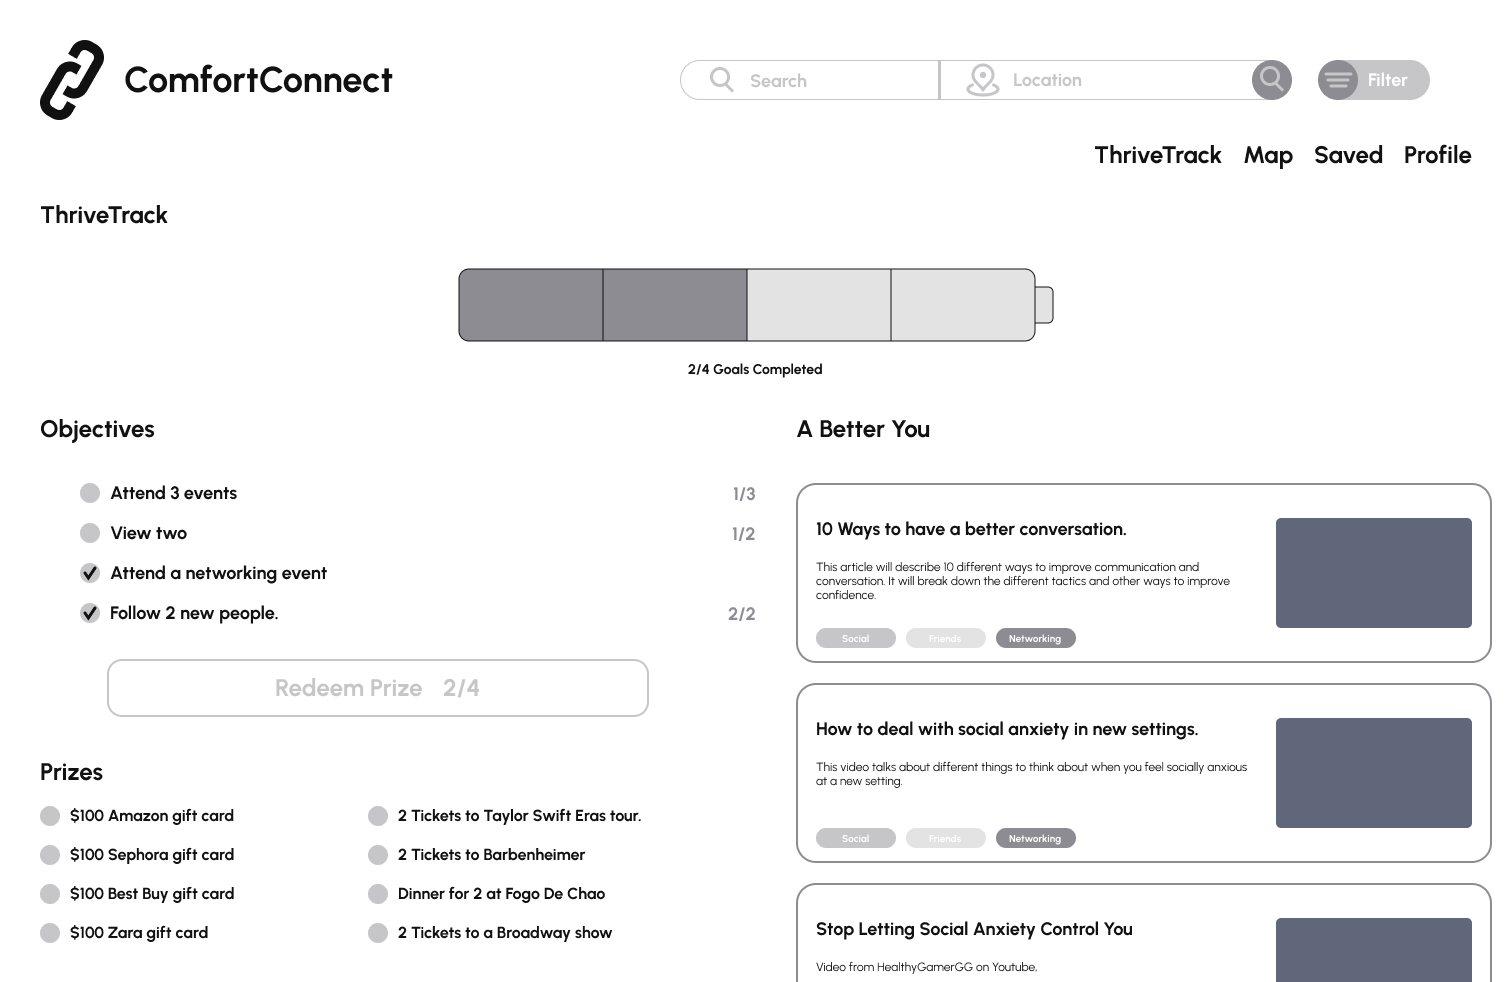 ComfortConnect
Search
Location
Filter
ThriveTrack Map Saved Profile
ThriveTrack
2/4 Goals Completed
Objectives
Attend 3 events 1/3
View two 1/2
Attend a networking event
Follow 2 new people. 2/2
Redeem Prize 2/4
Prizes
$100 Amazon gift card
$100 Sephora gift card
$100 Best Buy gift card
$100 Zara gift card
2 Tickets to Taylor Swift Eras tour.
2 Tickets to Barbenheimer
Dinner for 2 at Fogo De Chao
2 Tickets to a Broadway show
A Better You
10 Ways to have a better conversation.
This article will describe 10 different ways to improve communication and
conversation. It will break down the different tactics and other ways to improve
confidence.
Social Friends Networking
How to deal with social anxiety in new settings.
This video talks about different things to think about when you feel socially anxious
at a new setting.
Social Friends Networking
Stop Letting Social Anxiety Control You
Video from HealthyGamerGG on Youtube,